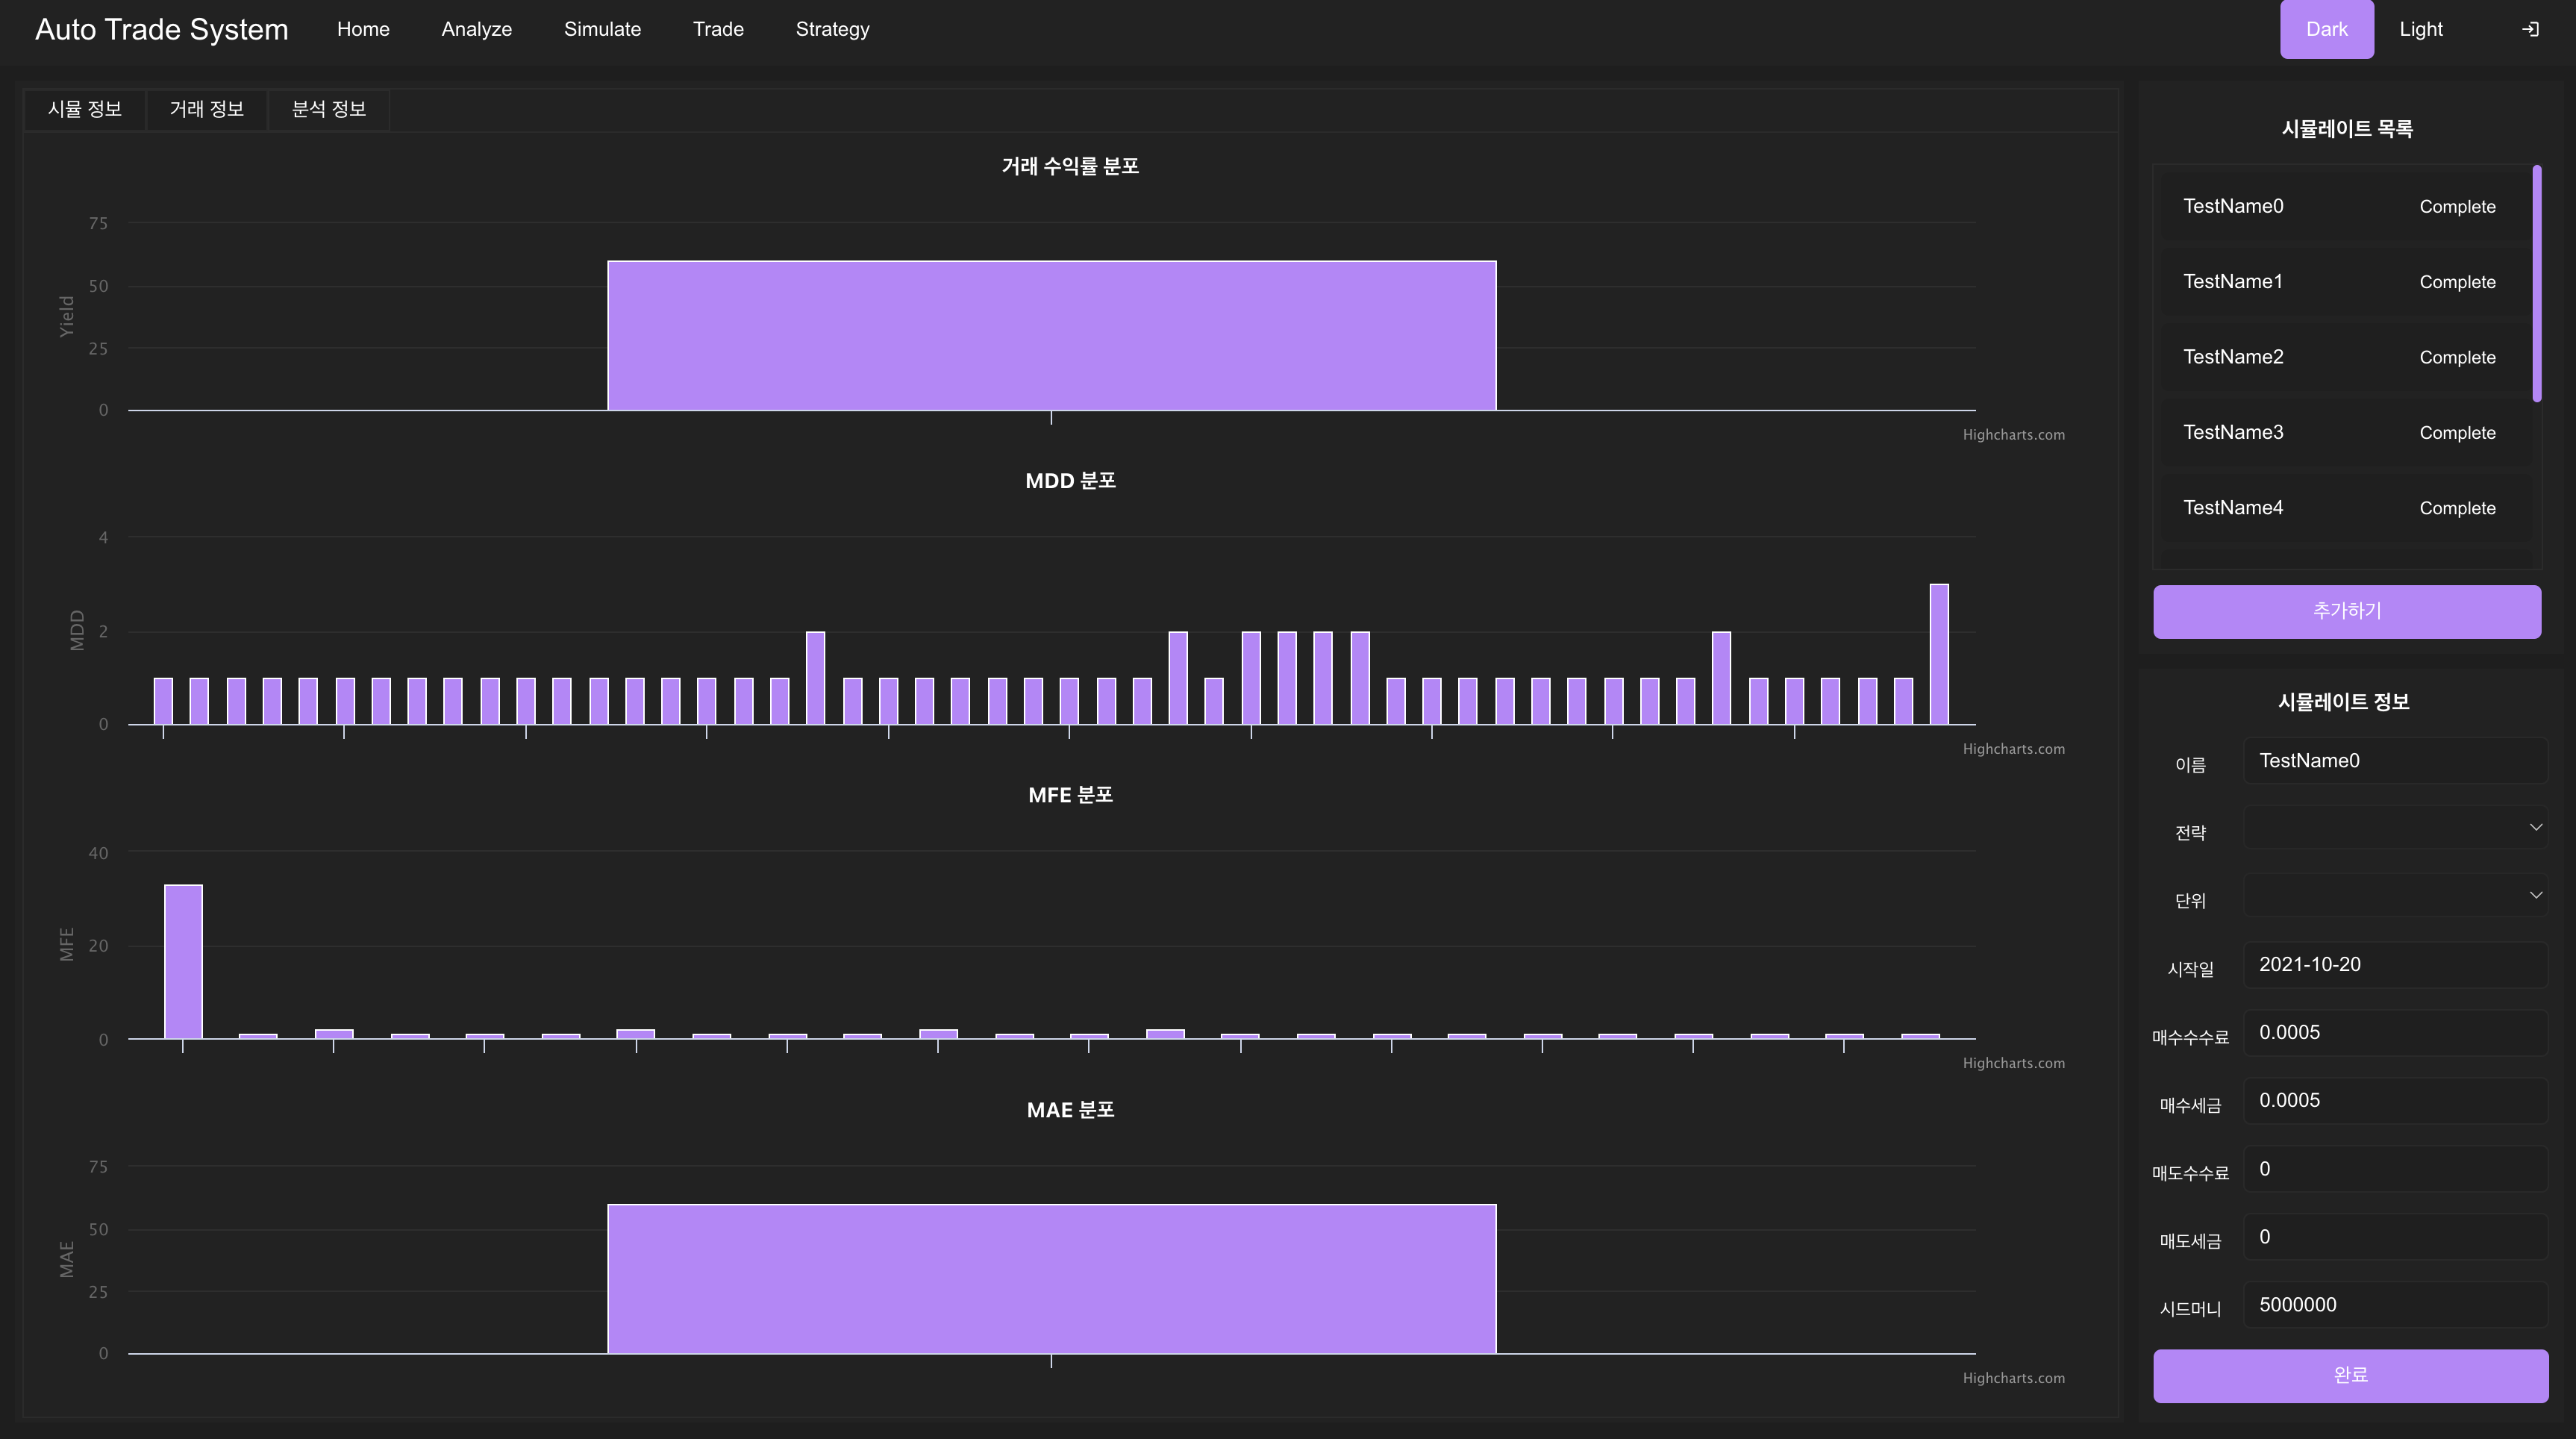 Auto Trade System Home Analyze Simulate Trade Strategy Dark Light
시뮬 정보 거래 정보 분석 정보
거래 수익률 분포
75
50
25
0
Yield
Highcharts.com
MDD 분포
4
2
0
MDD
Highcharts.com
MFE 분포
40
20
0
MFE
Highcharts.com
MAE 분포
75
50
25
0
MAE
Highcharts.com
시뮬레이트 목록
TestName0 Complete
TestName1 Complete
TestName2 Complete
TestName3 Complete
TestName4 Complete
추가하기
시뮬레이트 정보
이름 TestName0
전략
단위
시작일 2021-10-20
매수수수료 0.0005
매수세금 0.0005
매도수수료 0
매도세금 0
시드머니 5000000
완료